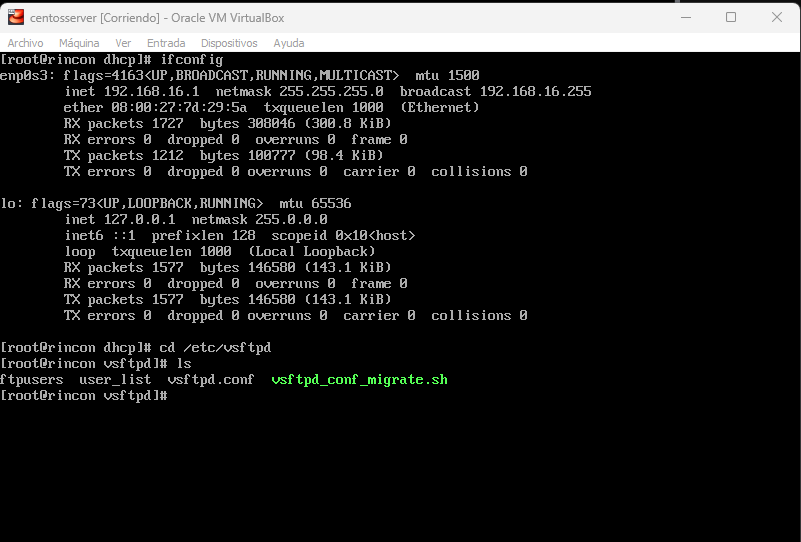 centosserver [Corriendo] - Oracle VM VirtualBox
Archivo Máquina Ver Entrada Dispositivos Ayuda
[root@rincon dhcp]# ifconfig
enp0s3: flags=4163<UP,BROADCAST,RUNNING,MULTICAST>  mtu 1500
        inet 192.168.16.1  netmask 255.255.255.0  broadcast 192.168.16.255
        ether 08:00:27:7d:29:5a  txqueuelen 1000  (Ethernet)
        RX packets 1727  bytes 308046 (300.8 KiB)
        RX errors 0  dropped 0  overruns 0  frame 0
        TX packets 1212  bytes 100777 (98.4 KiB)
        TX errors 0  dropped 0 overruns 0  carrier 0  collisions 0
lo: flags=73<UP,LOOPBACK,RUNNING>  mtu 65536
        inet 127.0.0.1  netmask 255.0.0.0
        inet6 ::1  prefixlen 128  scopeid 0x10<host>
        loop  txqueuelen 1000  (Local Loopback)
        RX packets 1577  bytes 146580 (143.1 KiB)
        RX errors 0  dropped 0  overruns 0  frame 0
        TX packets 1577  bytes 146580 (143.1 KiB)
        TX errors 0  dropped 0 overruns 0  carrier 0  collisions 0
[root@rincon dhcp]# cd /etc/vsftpd
[root@rincon vsftpd]# ls
ftpusers  user_list  vsftpd.conf  vsftpd_conf_migrate.sh
[root@rincon vsftpd]#